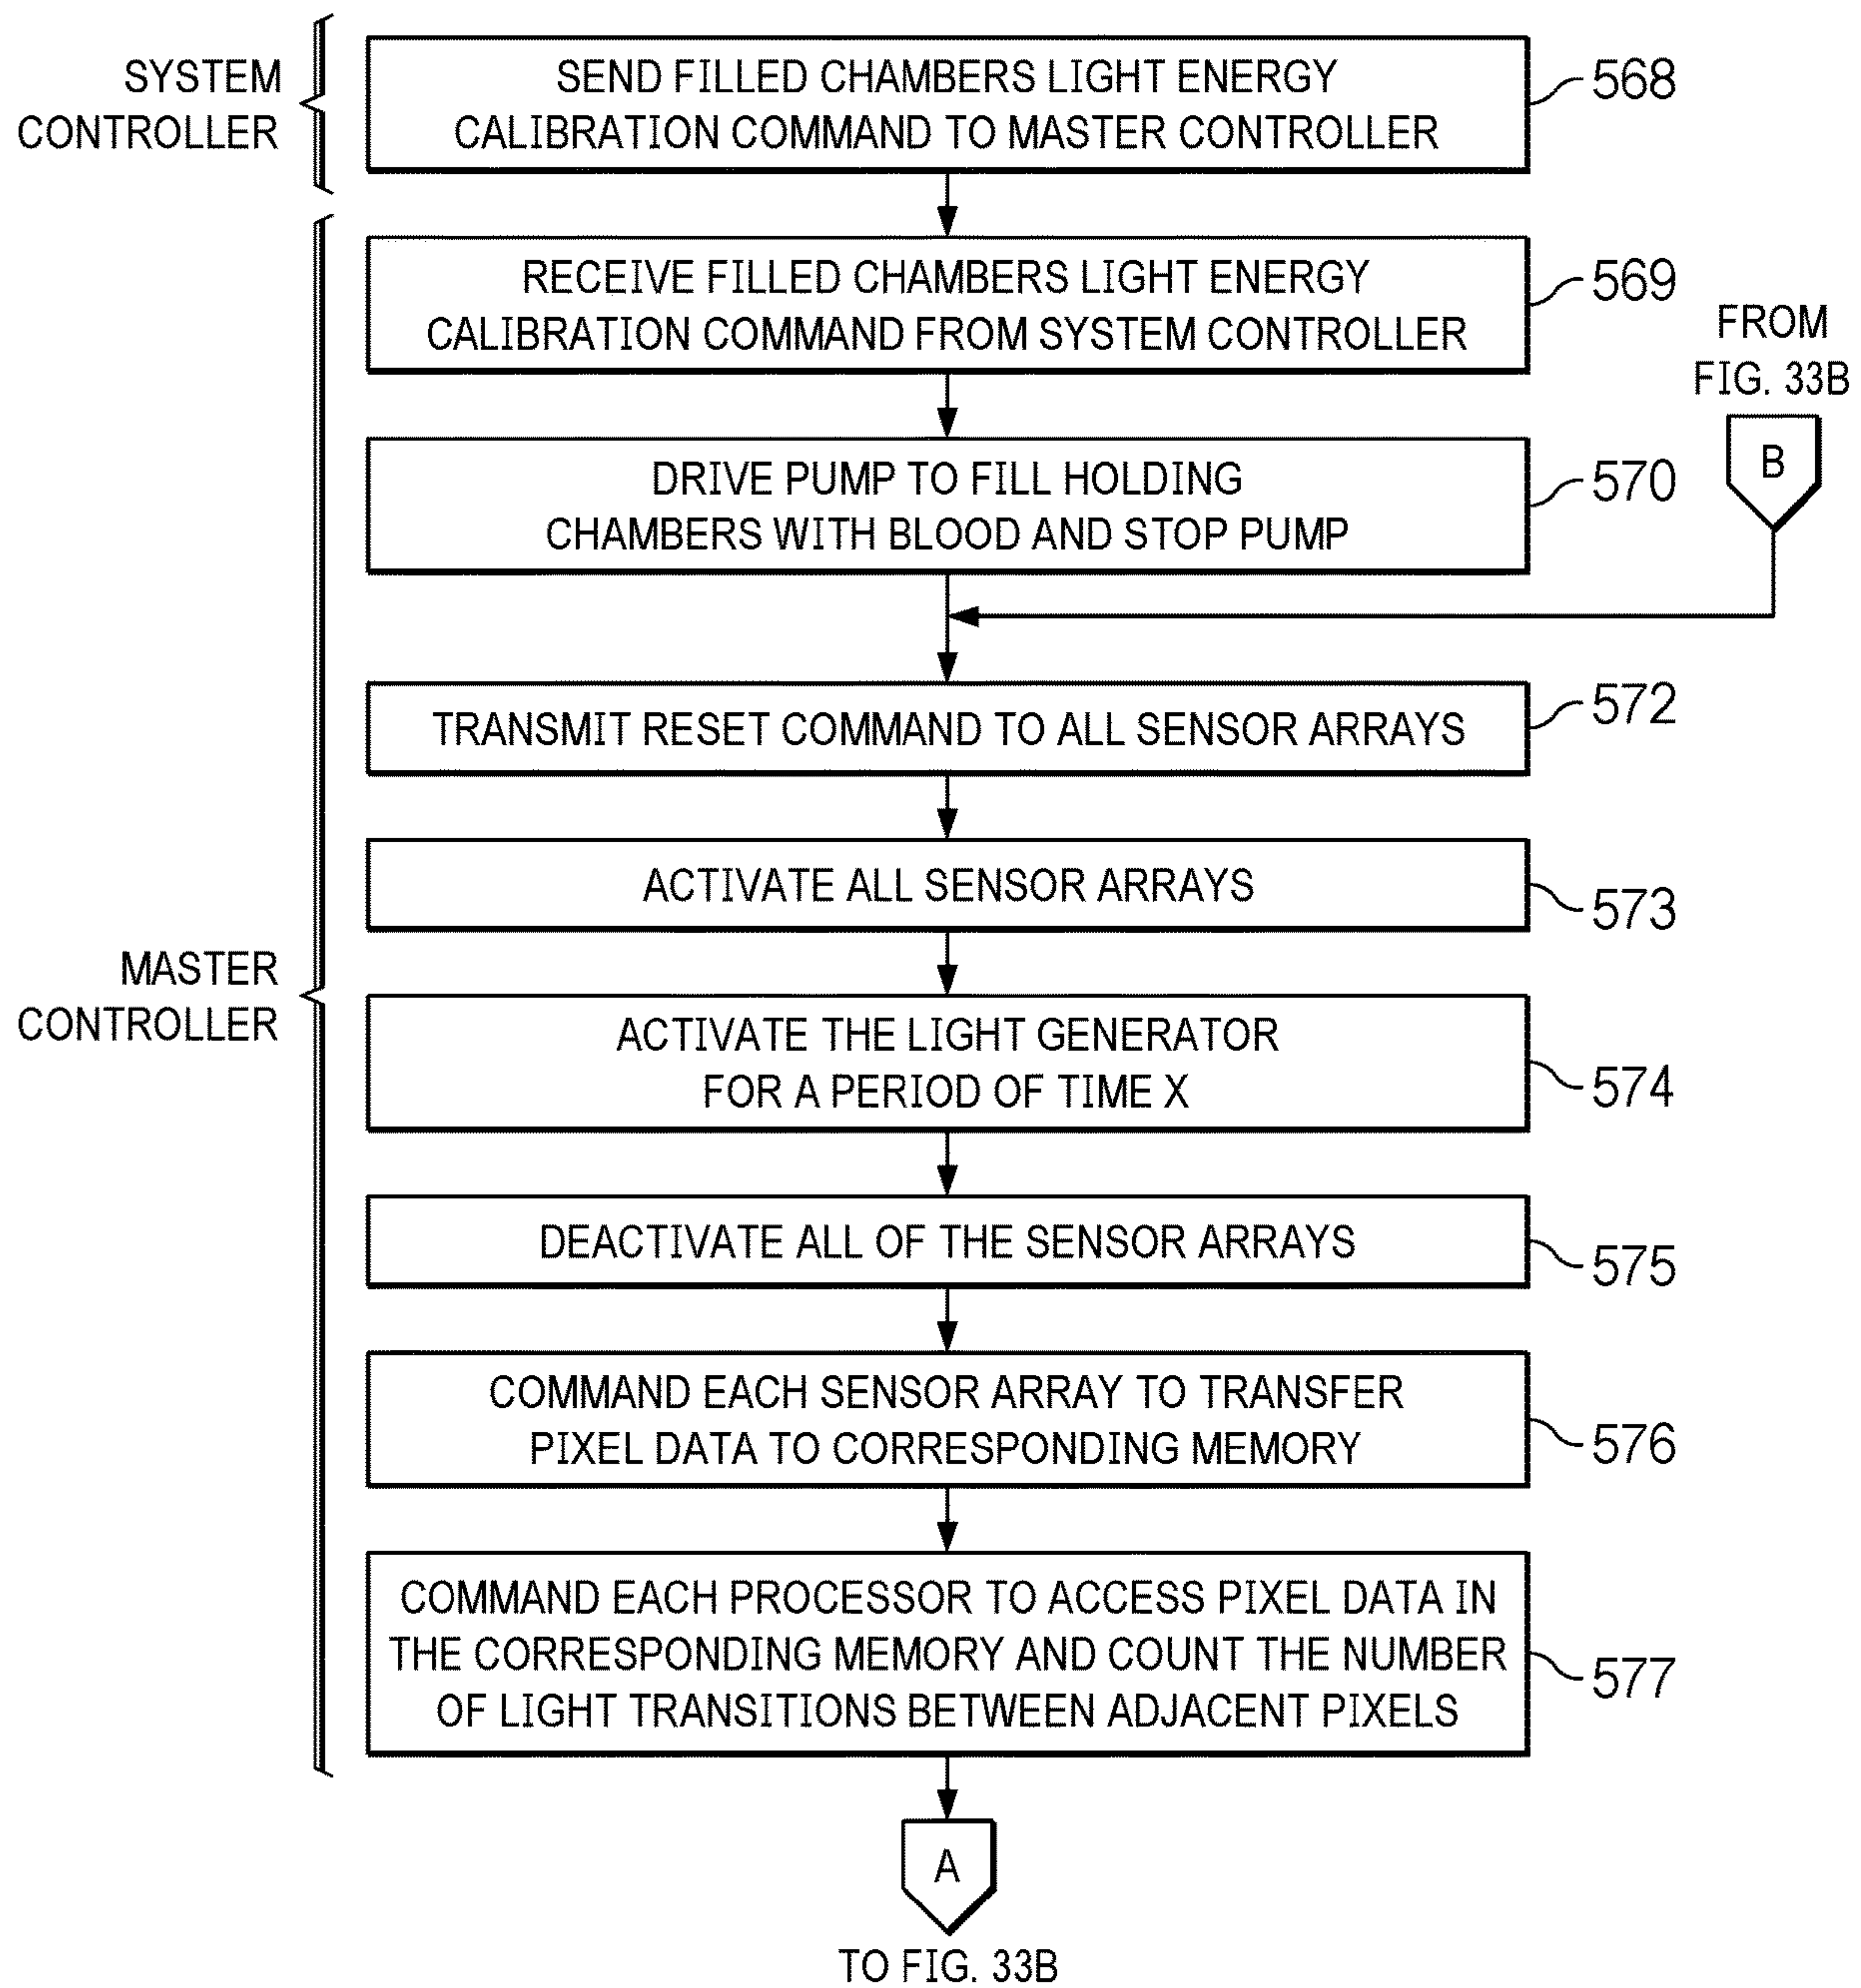 SYSTEM
CONTROLLER
SEND FILLED CHAMBERS LIGHT ENERGY
CALIBRATION COMMAND TO MASTER CONTROLLER
568
RECEIVE FILLED CHAMBERS LIGHT ENERGY
CALIBRATION COMMAND FROM SYSTEM CONTROLLER
569
FROM
FIG. 33B
B
DRIVE PUMP TO FILL HOLDING
CHAMBERS WITH BLOOD AND STOP PUMP
570
TRANSMIT RESET COMMAND TO ALL SENSOR ARRAYS
572
ACTIVATE ALL SENSOR ARRAYS
573
MASTER
CONTROLLER
ACTIVATE THE LIGHT GENERATOR
FOR A PERIOD OF TIME X
574
DEACTIVATE ALL OF THE SENSOR ARRAYS
575
COMMAND EACH SENSOR ARRAY TO TRANSFER
PIXEL DATA TO CORRESPONDING MEMORY
576
COMMAND EACH PROCESSOR TO ACCESS PIXEL DATA IN
THE CORRESPONDING MEMORY AND COUNT THE NUMBER
OF LIGHT TRANSITIONS BETWEEN ADJACENT PIXELS
577
A
TO FIG. 33B